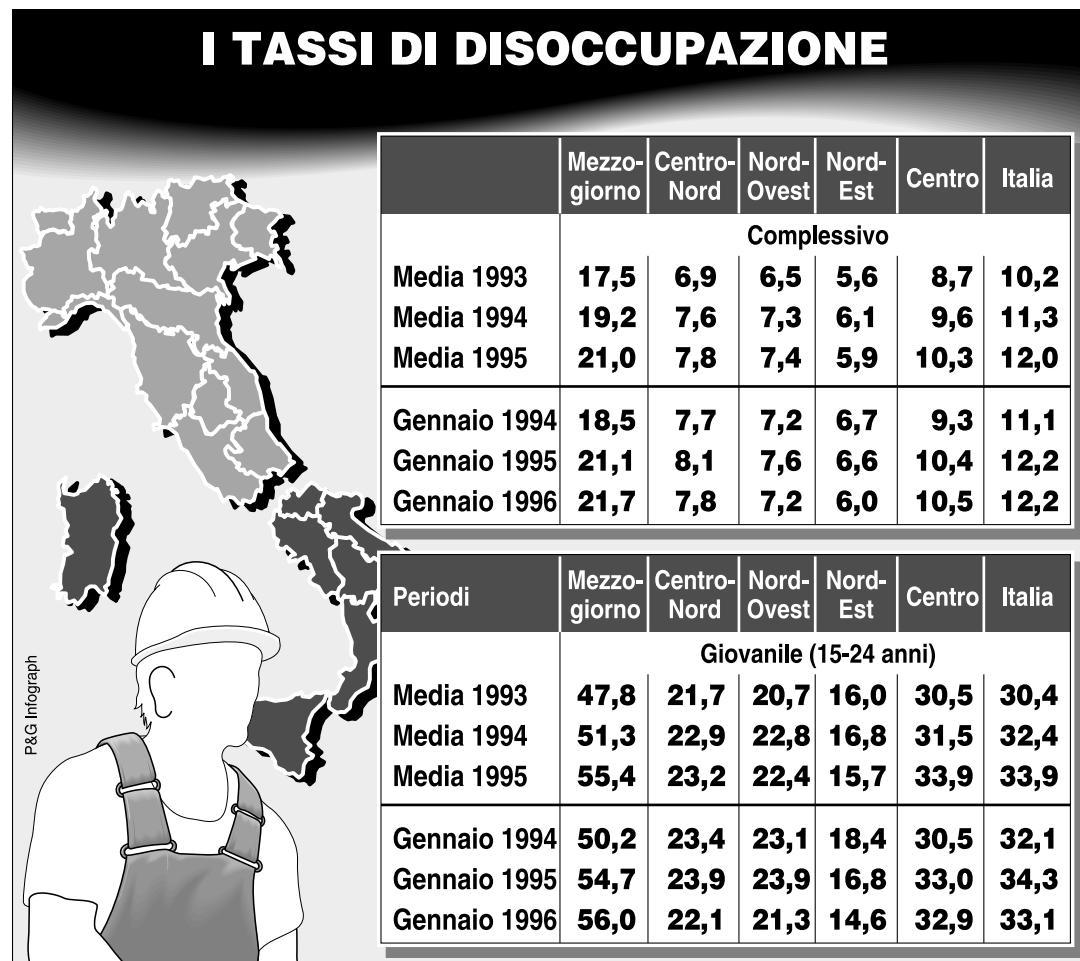 I TASSI DI DISOCCUPAZIONE
Mezzo-giorno Centro-Nord Nord-Ovest Nord-Est Centro Italia
Complessivo
Media 1993 17,5 6,9 6,5 5,6 8,7 10,2
Media 1994 19,2 7,6 7,3 6,1 9,6 11,3
Media 1995 21,0 7,8 7,4 5,9 10,3 12,0
Gennaio 1994 18,5 7,7 7,2 6,7 9,3 11,1
Gennaio 1995 21,1 8,1 7,6 6,6 10,4 12,2
Gennaio 1996 21,7 7,8 7,2 6,0 10,5 12,2
Periodi Mezzo-giorno Centro-Nord Nord-Ovest Nord-Est Centro Italia
Giovanile (15-24 anni)
Media 1993 47,8 21,7 20,7 16,0 30,5 30,4
Media 1994 51,3 22,9 22,8 16,8 31,5 32,4
Media 1995 55,4 23,2 22,4 15,7 33,9 33,9
Gennaio 1994 50,2 23,4 23,1 18,4 30,5 32,1
Gennaio 1995 54,7 23,9 23,9 16,8 33,0 34,3
Gennaio 1996 56,0 22,1 21,3 14,6 32,9 33,1
P&G Infograph